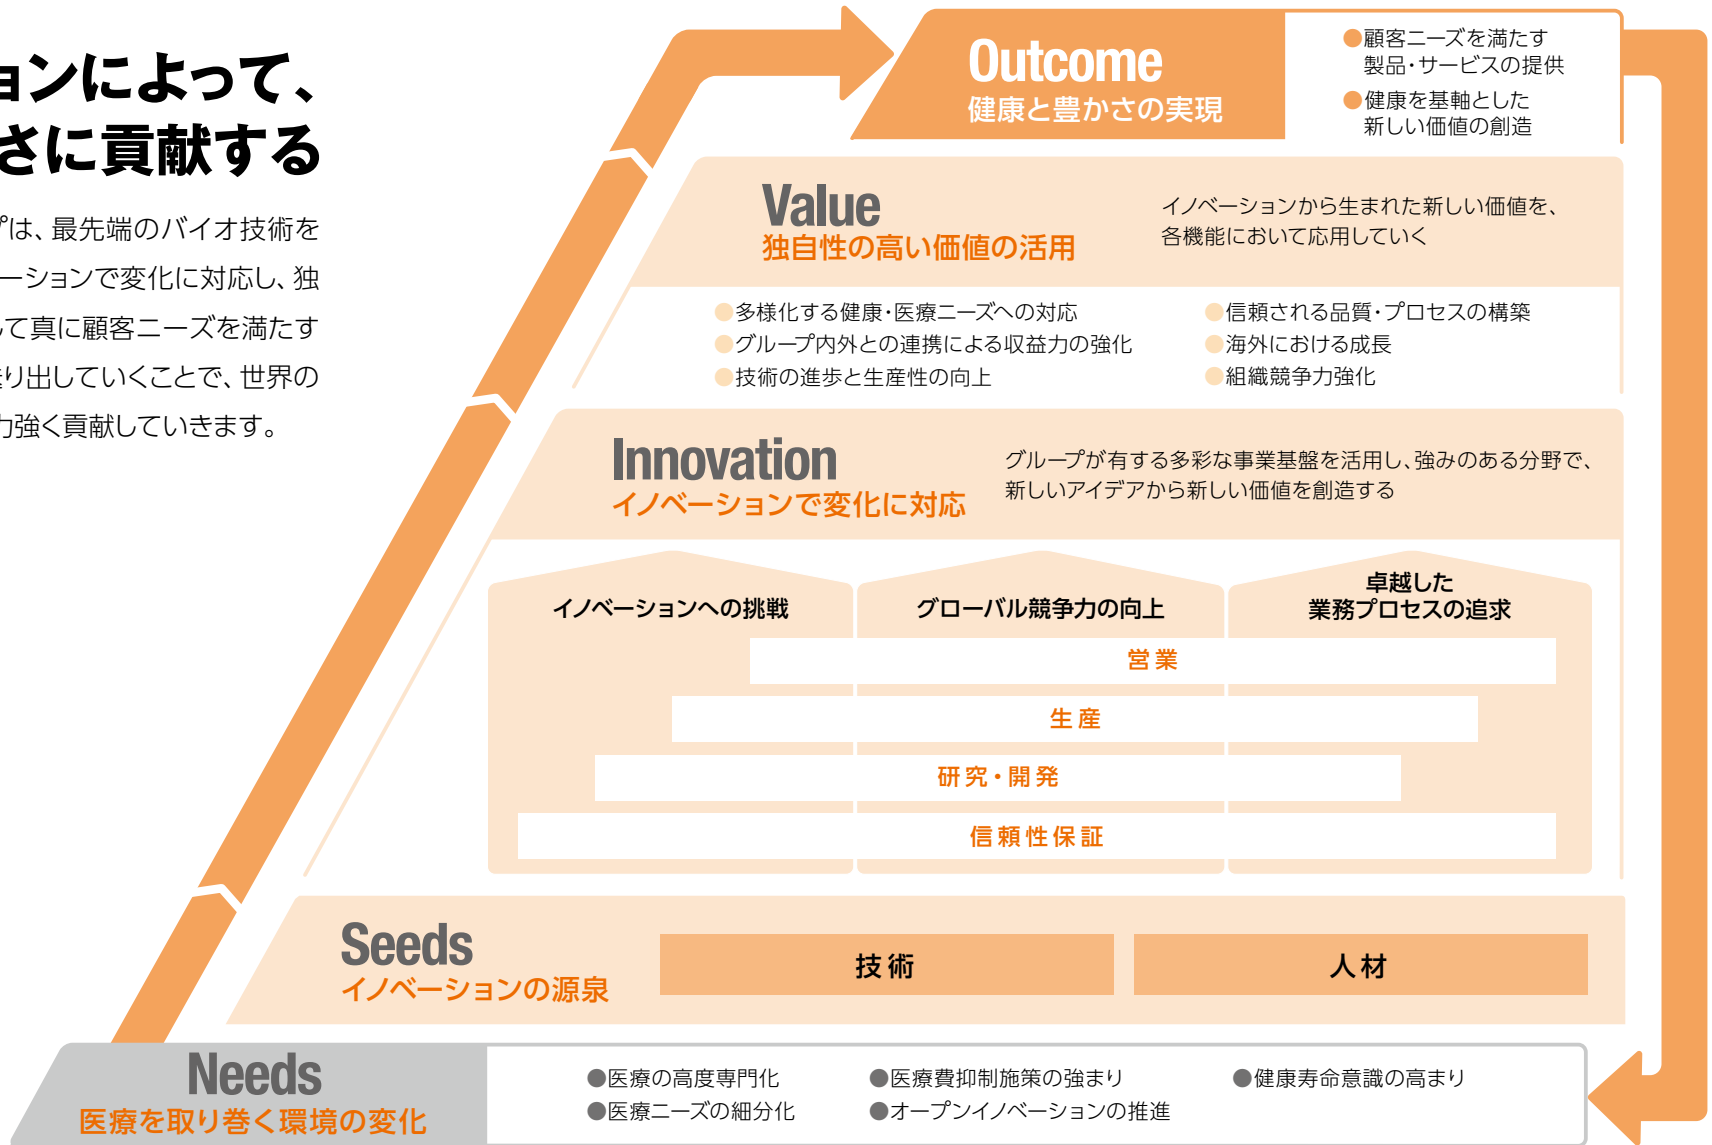 ョンによって、
さに貢献する
プは、最先端のバイオ技術を
ーションで変化に対応し、独
して真に顧客ニーズを満たす
送り出していくことで、世界の
力強く貢献していきます。
Outcome
健康と豊かさの実現
●顧客ニーズを満たす
製品・サービスの提供
●健康を基軸とした
新しい価値の創造
Value
独自性の高い価値の活用
イノベーションから生まれた新しい価値を、
各機能において応用していく
●多様化する健康・医療ニーズへの対応
●グループ内外との連携による収益力の強化
●技術の進歩と生産性の向上
●信頼される品質・プロセスの構築
●海外における成長
●組織競争力強化
Innovation
イノベーションで変化に対応
グループが有する多彩な事業基盤を活用し、強みのある分野で、
新しいアイデアから新しい価値を創造する
イノベーションへの挑戦
グローバル競争力の向上
卓越した
業務プロセスの追求
営業
生産
研究・開発
信頼性保証
Seeds
イノベーションの源泉
技術
人材
Needs
医療を取り巻く環境の変化
●医療の高度専門化
●医療ニーズの細分化
●医療費抑制施策の強まり
●オープンイノベーションの推進
●健康寿命意識の高まり